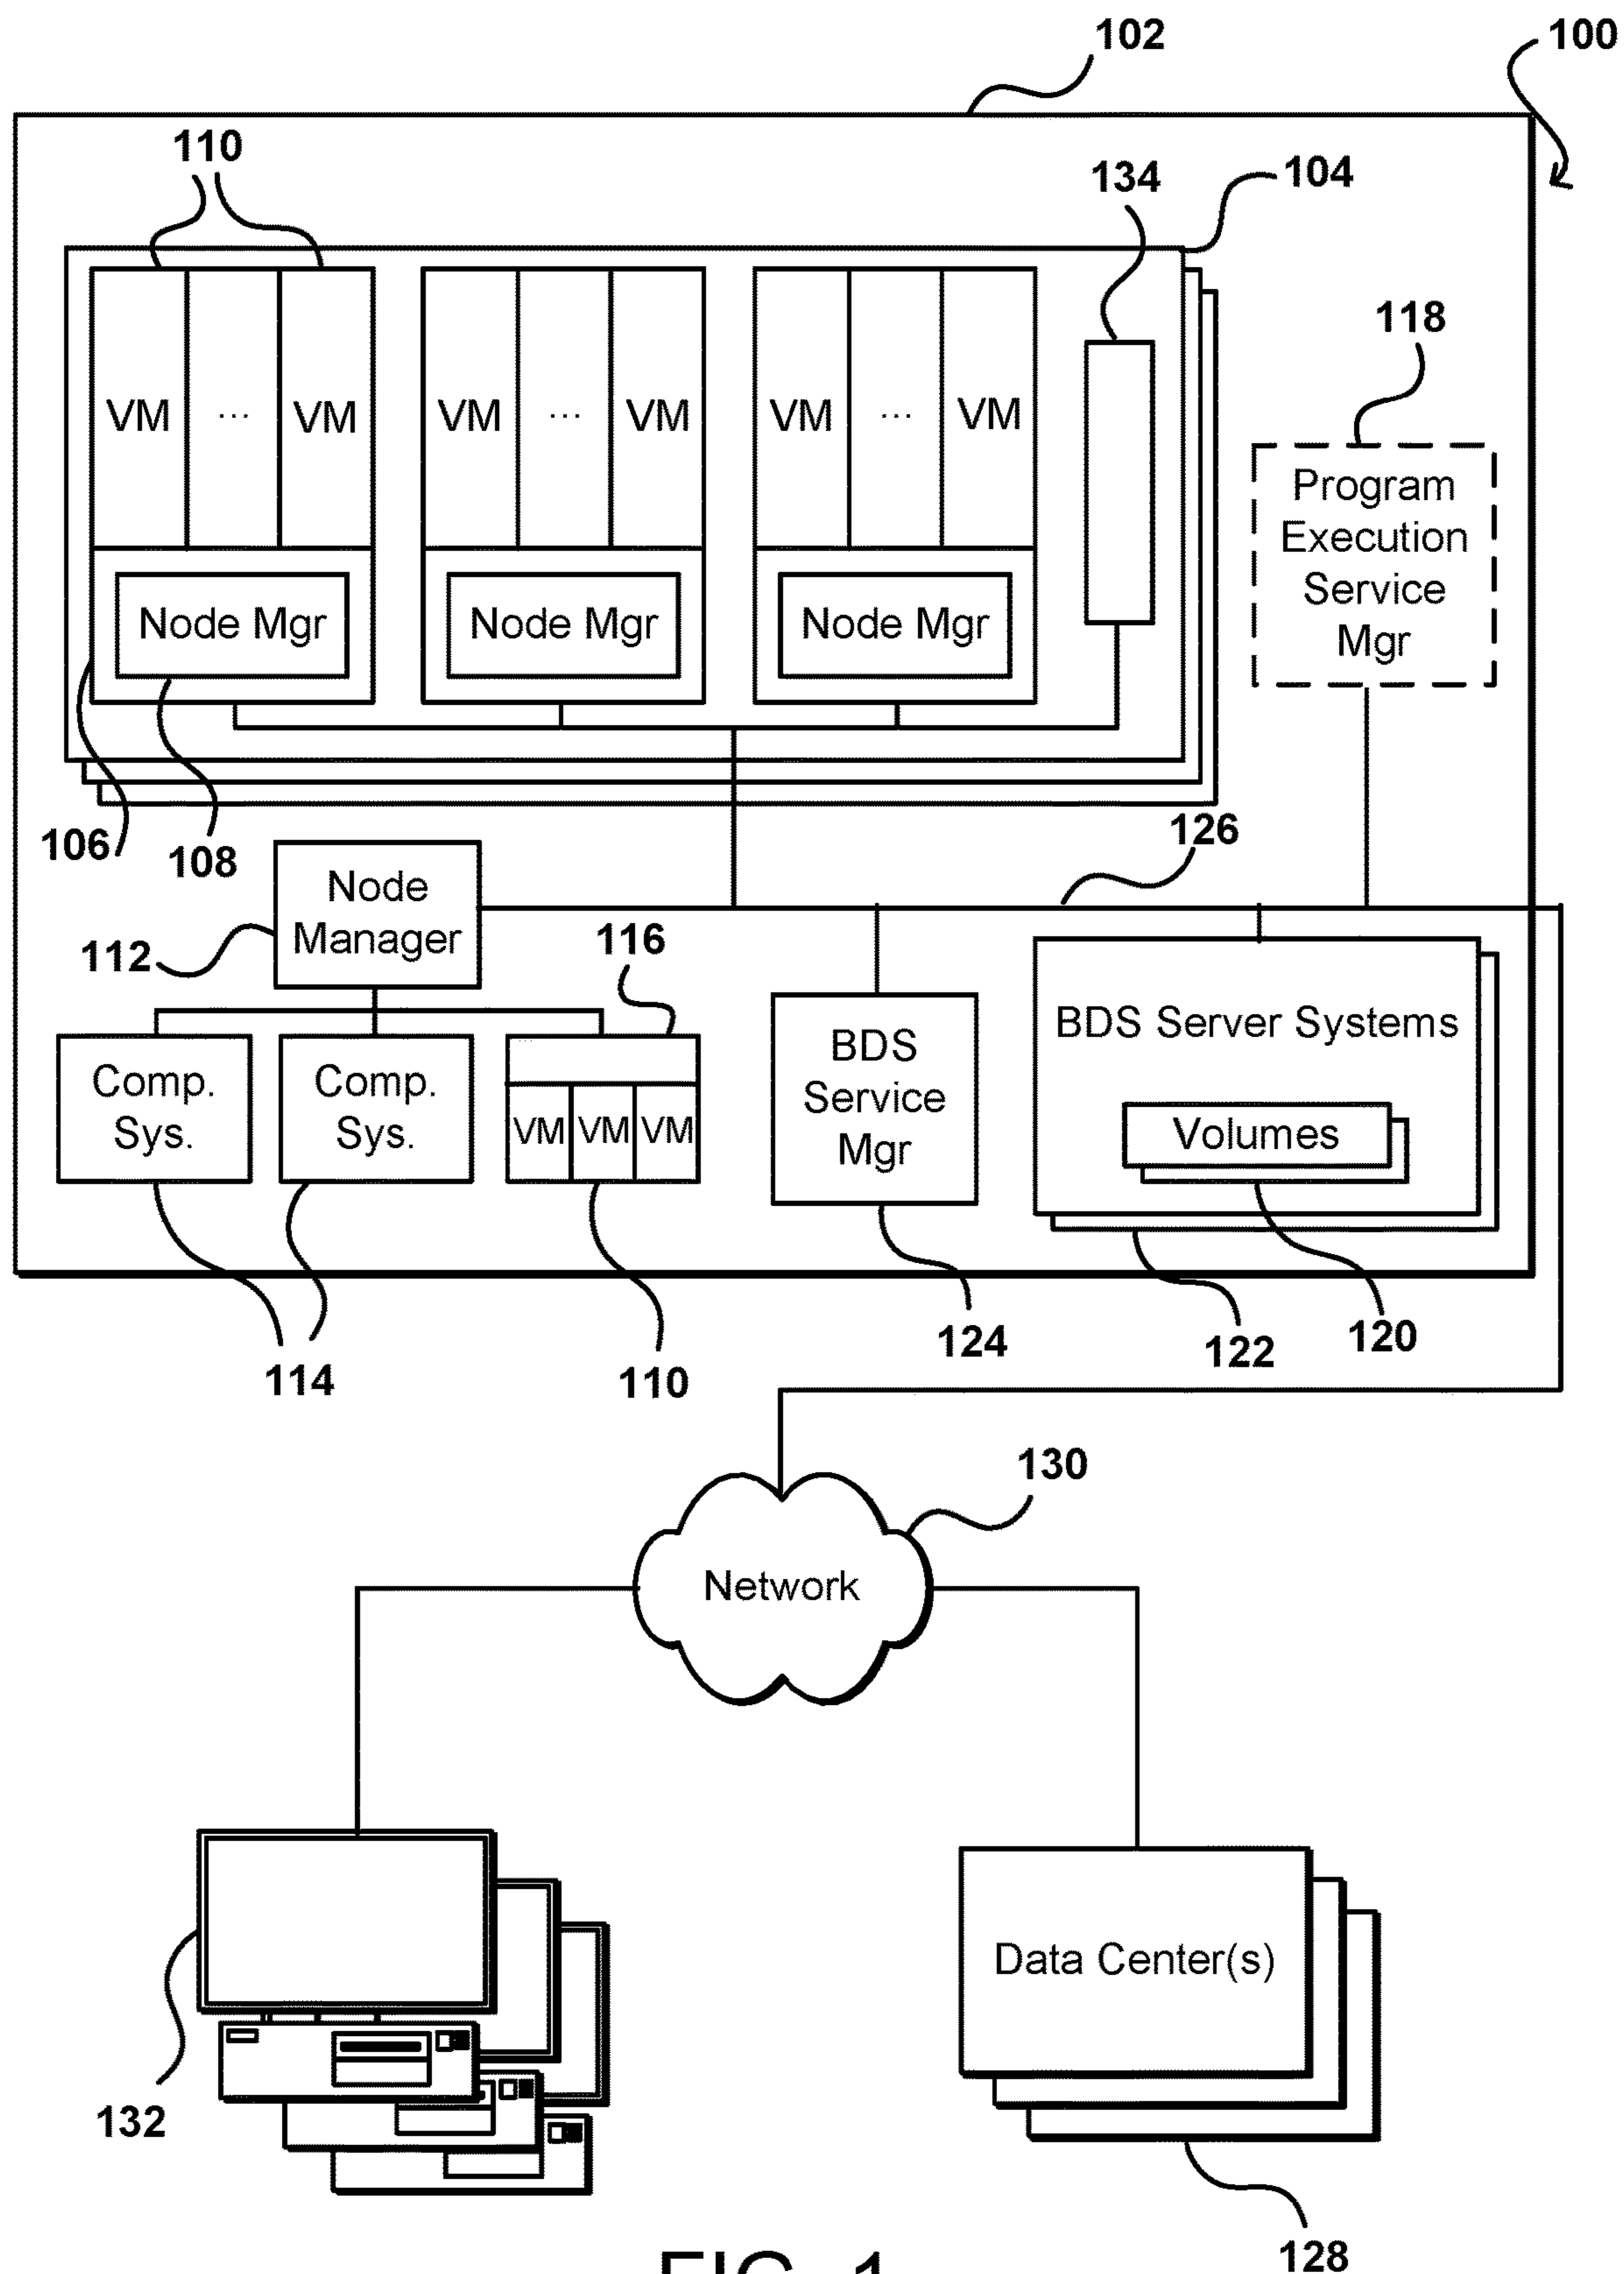 102
100
110
134
104
118
VM
...
VM
VM
...
VM
VM
...
VM
Program
Execution
Service
Mgr
Node Mgr
Node Mgr
Node Mgr
106
108
126
Node
Manager
112
116
Comp.
Sys.
Comp.
Sys.
VM
VM
VM
BDS
Service
Mgr
BDS Server Systems
Volumes
114
110
124
122
120
130
Network
132
Data Center(s)
128
FIG. 1